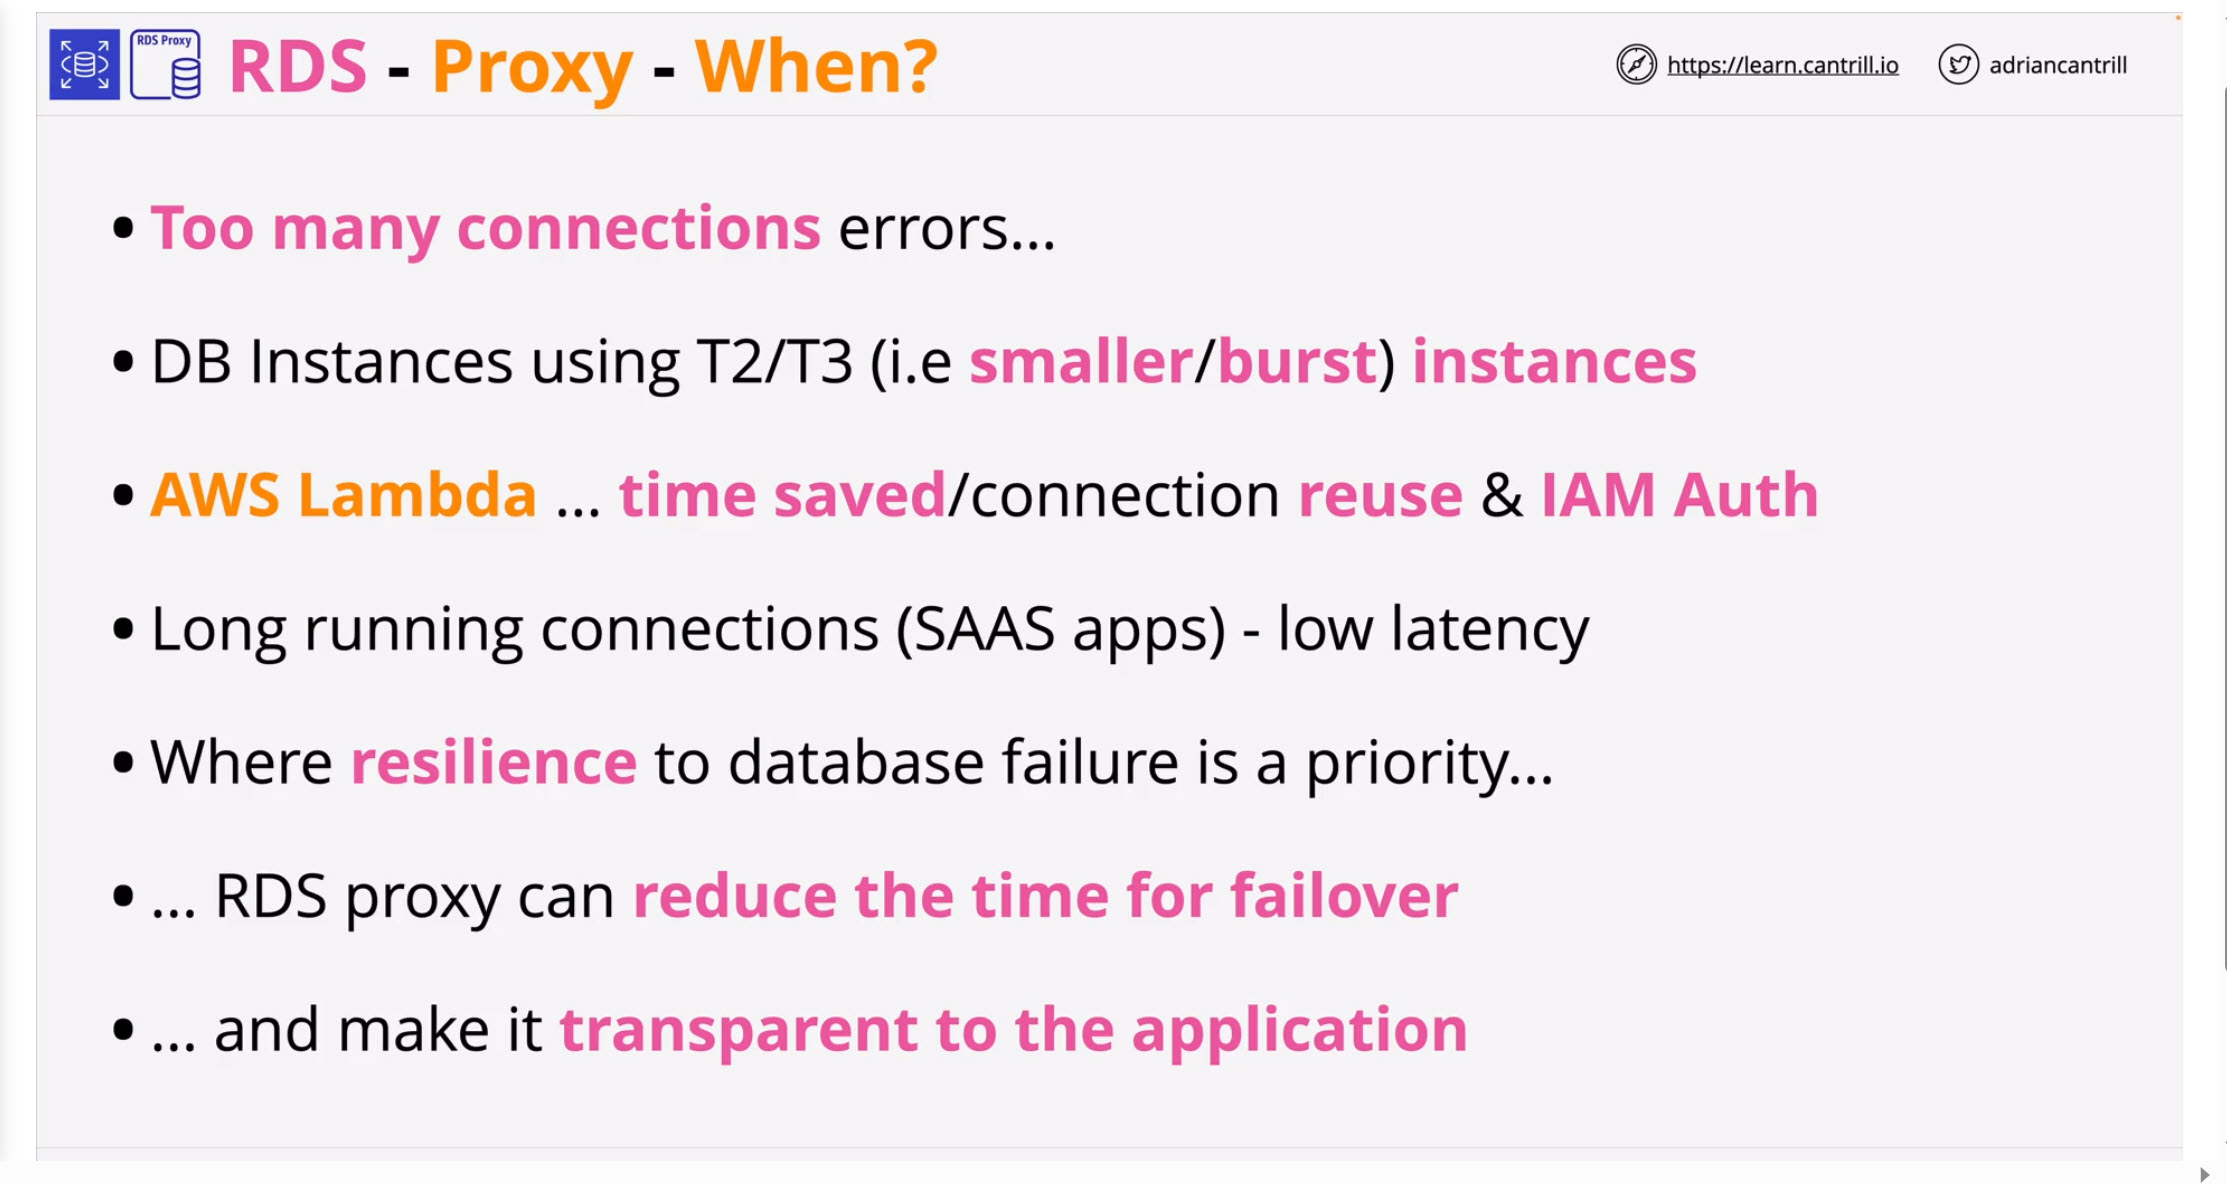 RDS Proxy
RDS - Proxy - When?
https://learn.cantrill.io
adriancantrill
• Too many connections errors...
• DB Instances using T2/T3 (i.e smaller/burst) instances
• AWS Lambda ... time saved/connection reuse & IAM Auth
• Long running connections (SAAS apps) - low latency
• Where resilience to database failure is a priority...
• ... RDS proxy can reduce the time for failover
• ... and make it transparent to the application